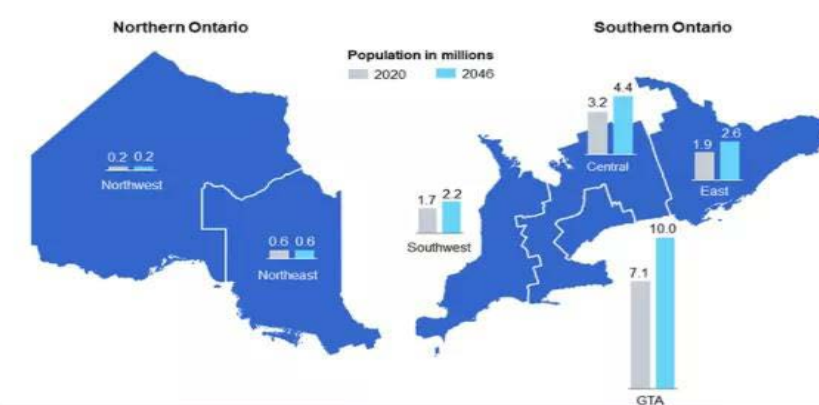 Northern Ontario
Southern Ontario
Population in millions
2020 2046
0.2 0.2
Northwest
0.6 0.6
Northeast
3.2 4.4
Central
1.9 2.6
East
1.7 2.2
Southwest
7.1 10.0
GTA